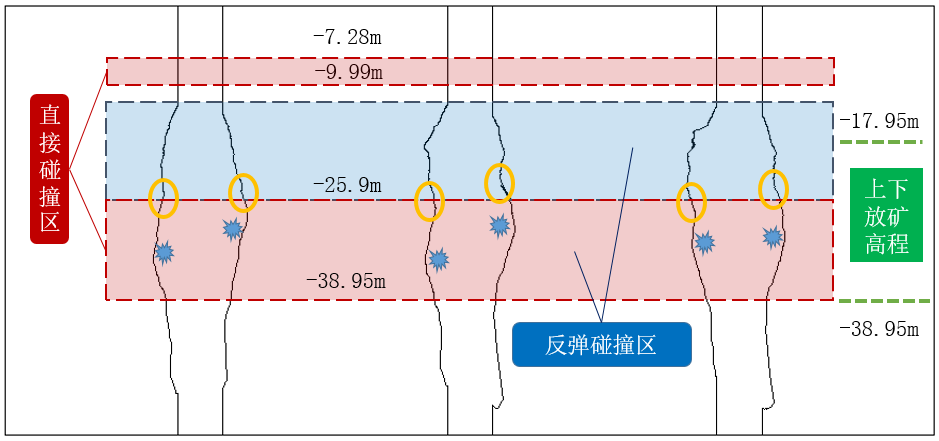 -7.28m
-9.99m
直接碰撞区
-17.95m
-25.9m
上下
放矿
高程
-38.95m
-38.95m
反弹碰撞区